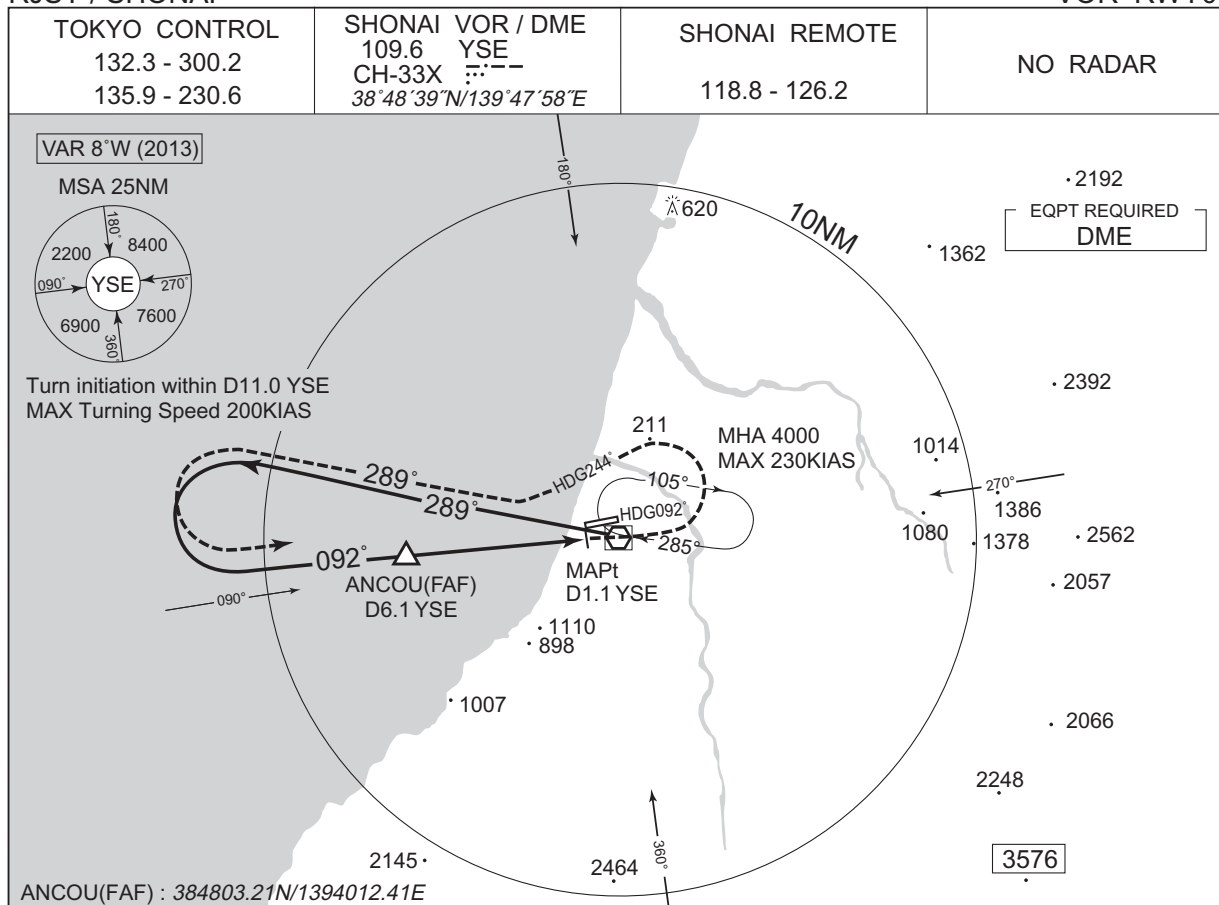 TOKYO CONTROL
132.3 - 300.2
135.9 - 230.6
SHONAI VOR / DME
109.6 YSE
CH-33X
38°48´39˝N/139°47´58˝E
SHONAI REMOTE
118.8 - 126.2
NO RADAR
VAR 8°W (2013)
MSA 25NM
180°
2200
8400
090°
YSE
270°
6900
7600
360°
180°
620
10NM
2192
EQPT REQUIRED
DME
1362
Turn initiation within D11.0 YSE
MAX Turning Speed 200KIAS
2392
211
MHA 4000
MAX 230KIAS
1014
289°
HDG244°
105°
270°
289°
HDG092°
1386
1080
285°
1378
2562
092°
ANCOU(FAF)
D6.1 YSE
MAPt
D1.1 YSE
2057
090°
1110
898
1007
2066
2248
360°
2145
2464
3576
ANCOU(FAF) : 384803.21N/1394012.41E